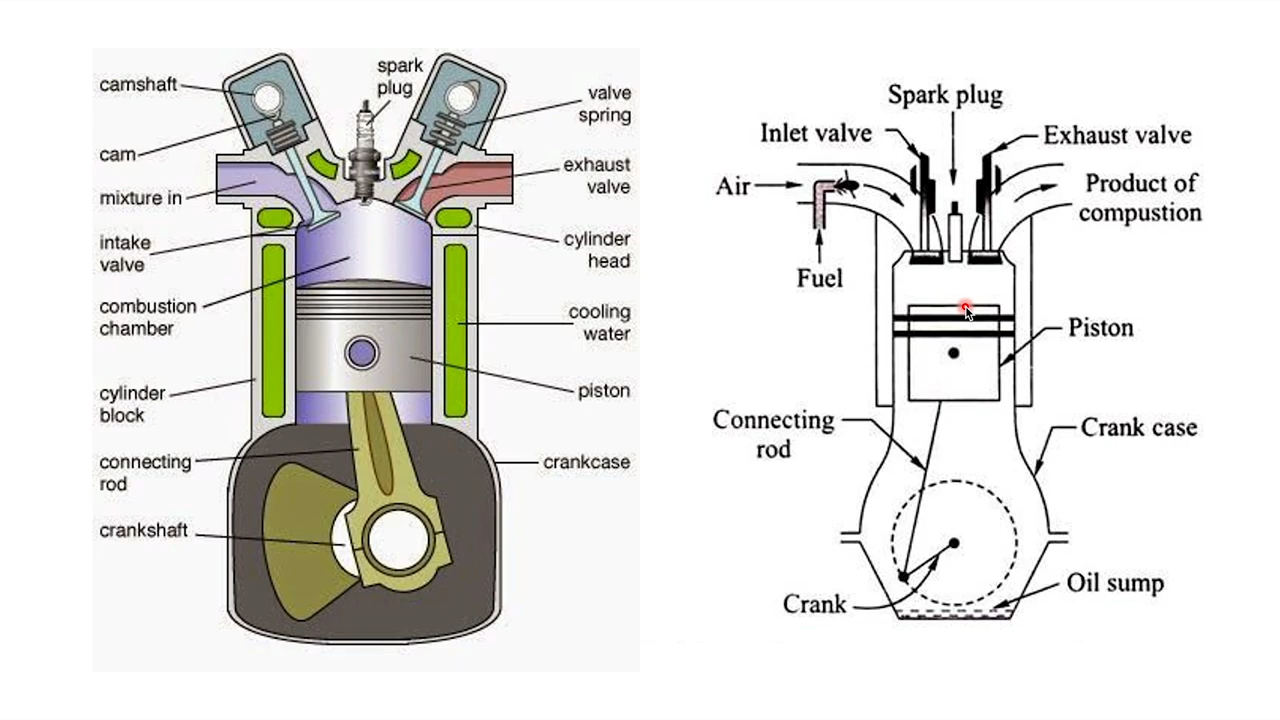 camshaft
cam
mixture in
intake
valve
combustion
chamber
cylinder
block
connecting
rod
crankshaft
spark
plug
valve
spring
exhaust
valve
cylinder
head
cooling
water
piston
crankcase
Spark plug
Inlet valve
Exhaust valve
Air
Product of
compustion
Fuel
Piston
Connecting
rod
Crank case
Oil sump
Crank